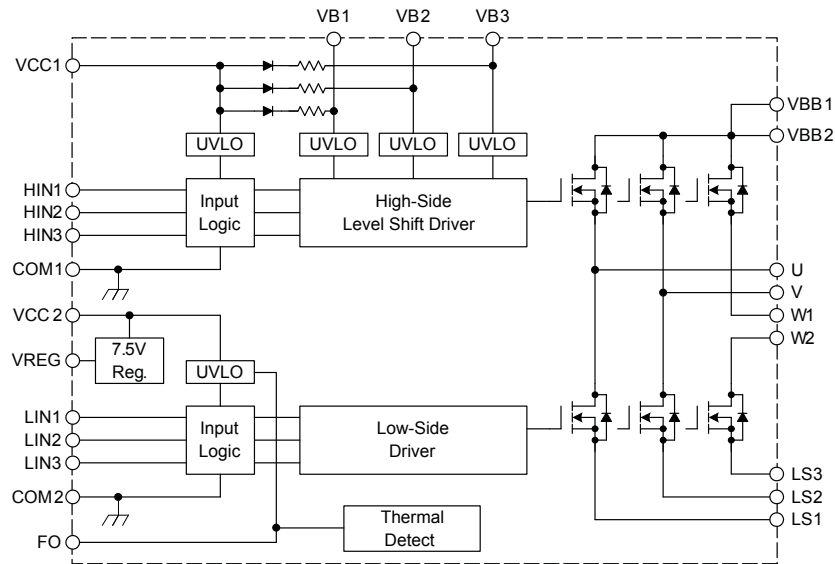 VB1 VB2 VB3
VCC1
VBB1
VBB2
UVLO UVLO UVLO UVLO
HIN1
HIN2
HIN3
Input
Logic
High-Side
Level Shift Driver
COM1
U
V
W1
W2
VCC2
7.5V
Reg.
VREG
UVLO
LIN1
LIN2
LIN3
Input
Logic
Low-Side
Driver
LS3
LS2
LS1
COM2
Thermal
Detect
FO